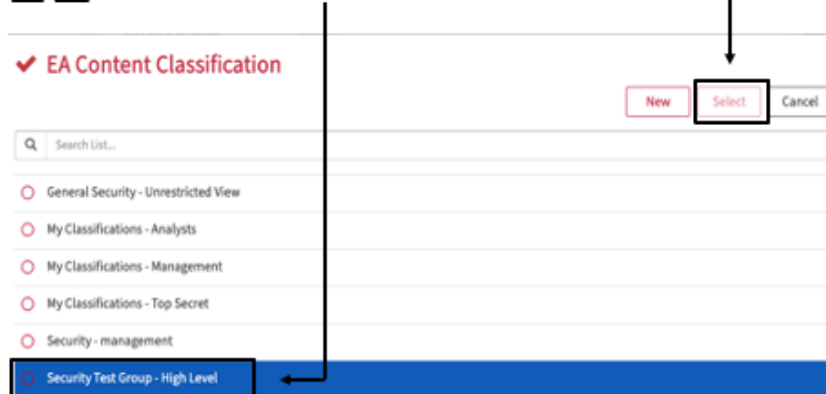 EA Content Classification
New Select Cancel
Search List...
General Security - Unrestricted View
My Classifications - Analysts
My Classifications - Management
My Classifications - Top Secret
Security - management
Security Test Group - High Level